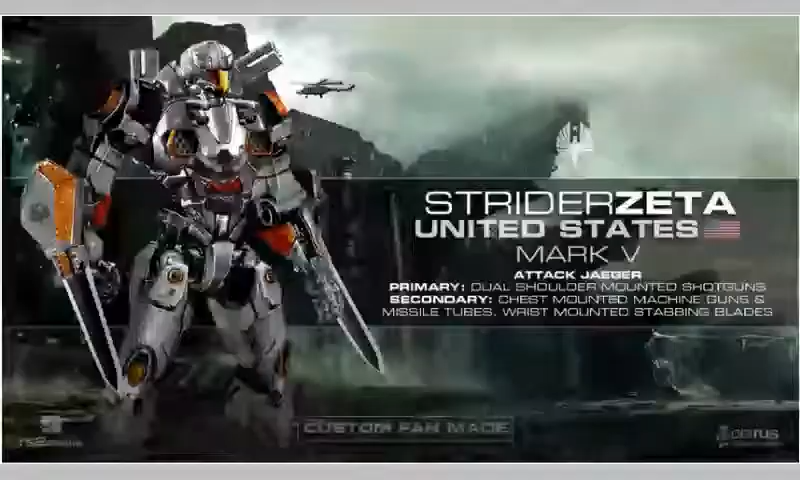 STRIDERZETA
UNITED STATES
MARK V
ATTACK JAEGER
PRIMARY: DUAL SHOULDER MOUNTED SHOTGUNS
SECONDARY: CHEST MOUNTED MACHINE GUNS &
MISSILE TUBES. WRIST MOUNTED STABBING BLADES
CUSTOM FAN MADE